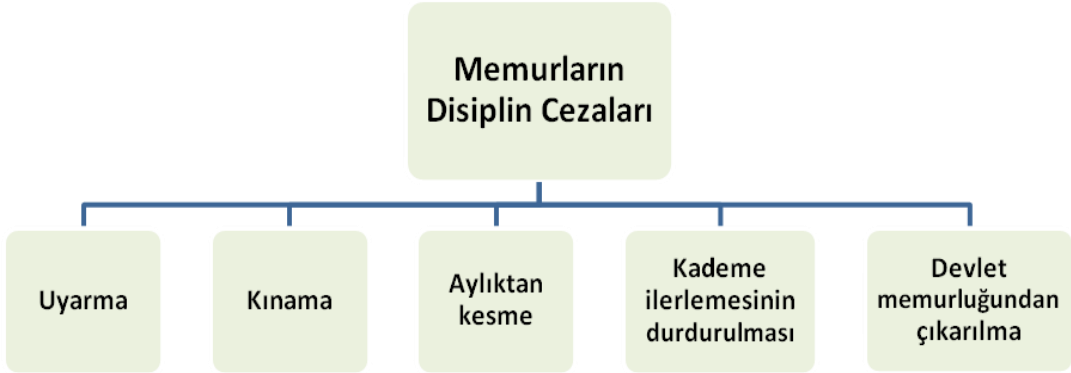 Memurların
Disiplin Cezaları
Uyarma
Kınama
Aylıktan
kesme
Kademe
ilerlemesinin
durdurulması
Devlet
memurluğundan
çıkarılma